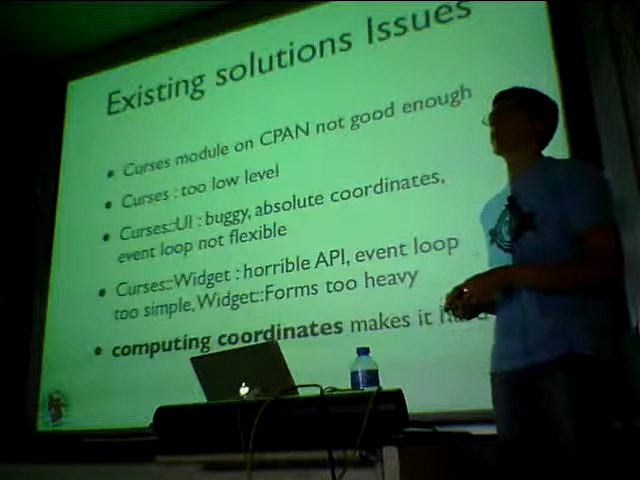 Existing solutions Issues
• Curses module on CPAN not good enough
• Curses : too low level
• Curses::UI : buggy, absolute coordinates,
event loop not flexible
• Curses::Widget : horrible API, event loop
too simple, Widget::Forms too heavy
• computing coordinates makes it